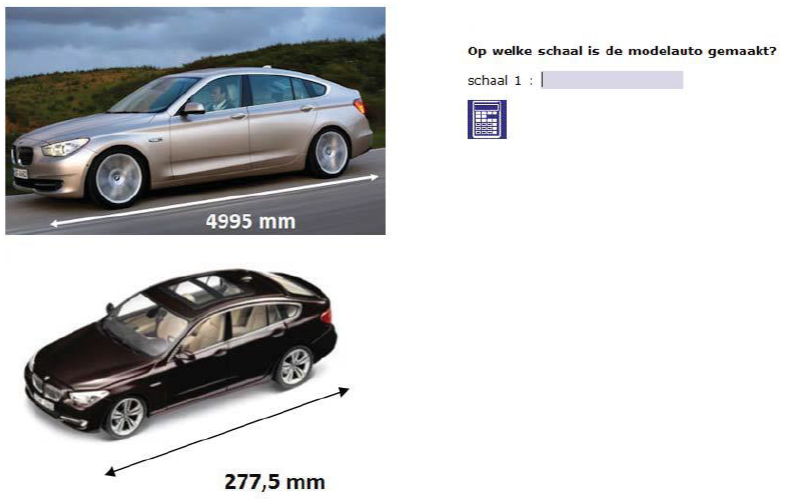 Op welke schaal is de modelauto gemaakt?
schaal 1 :
4995 mm
277,5 mm